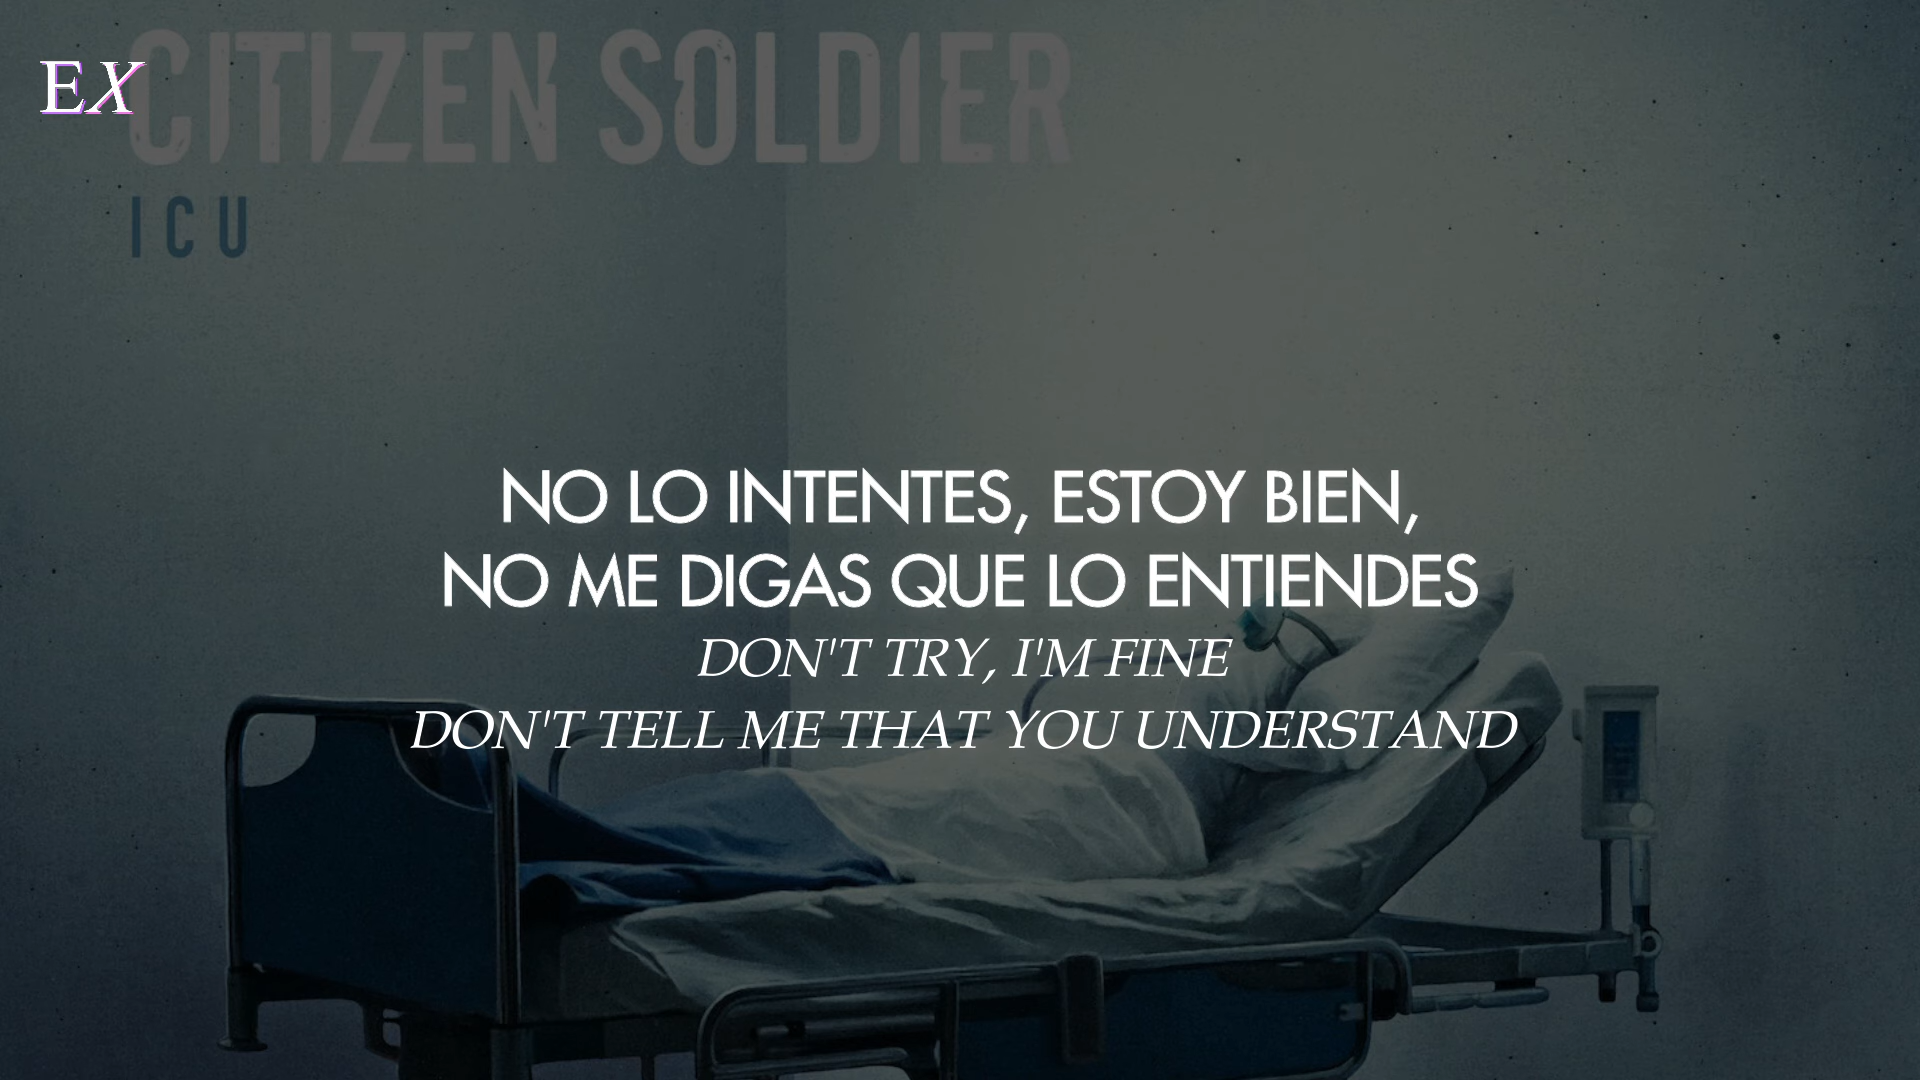 CITIZEN SOLDIER
EX
ICU
NO LO INTENTES, ESTOY BIEN,
NO ME DIGAS QUE LO ENTIENDES
DON'T TRY, I'M FINE
DON'T TELL ME THAT YOU UNDERSTAND